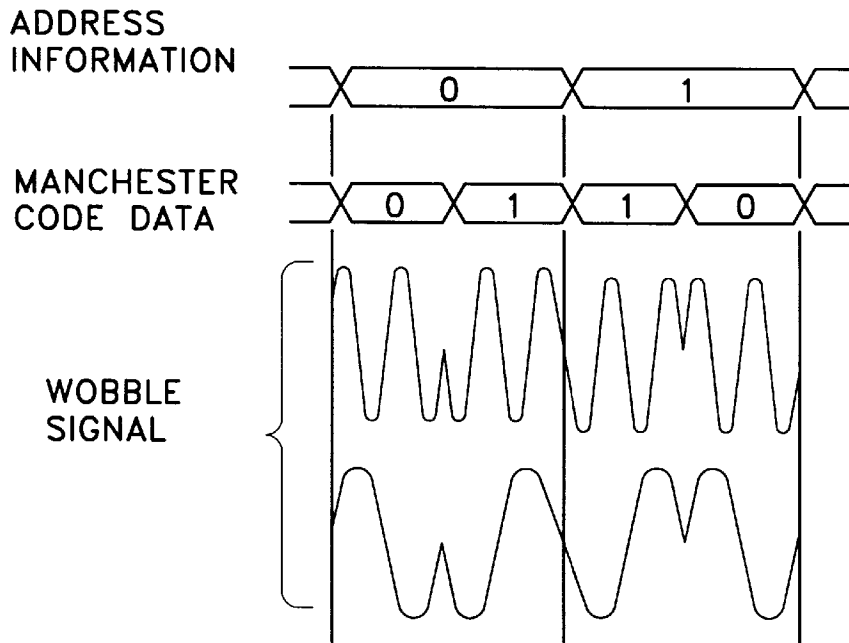 ADDRESS
INFORMATION
0 1
MANCHESTER
CODE DATA
0 1 1 0
WOBBLE
SIGNAL